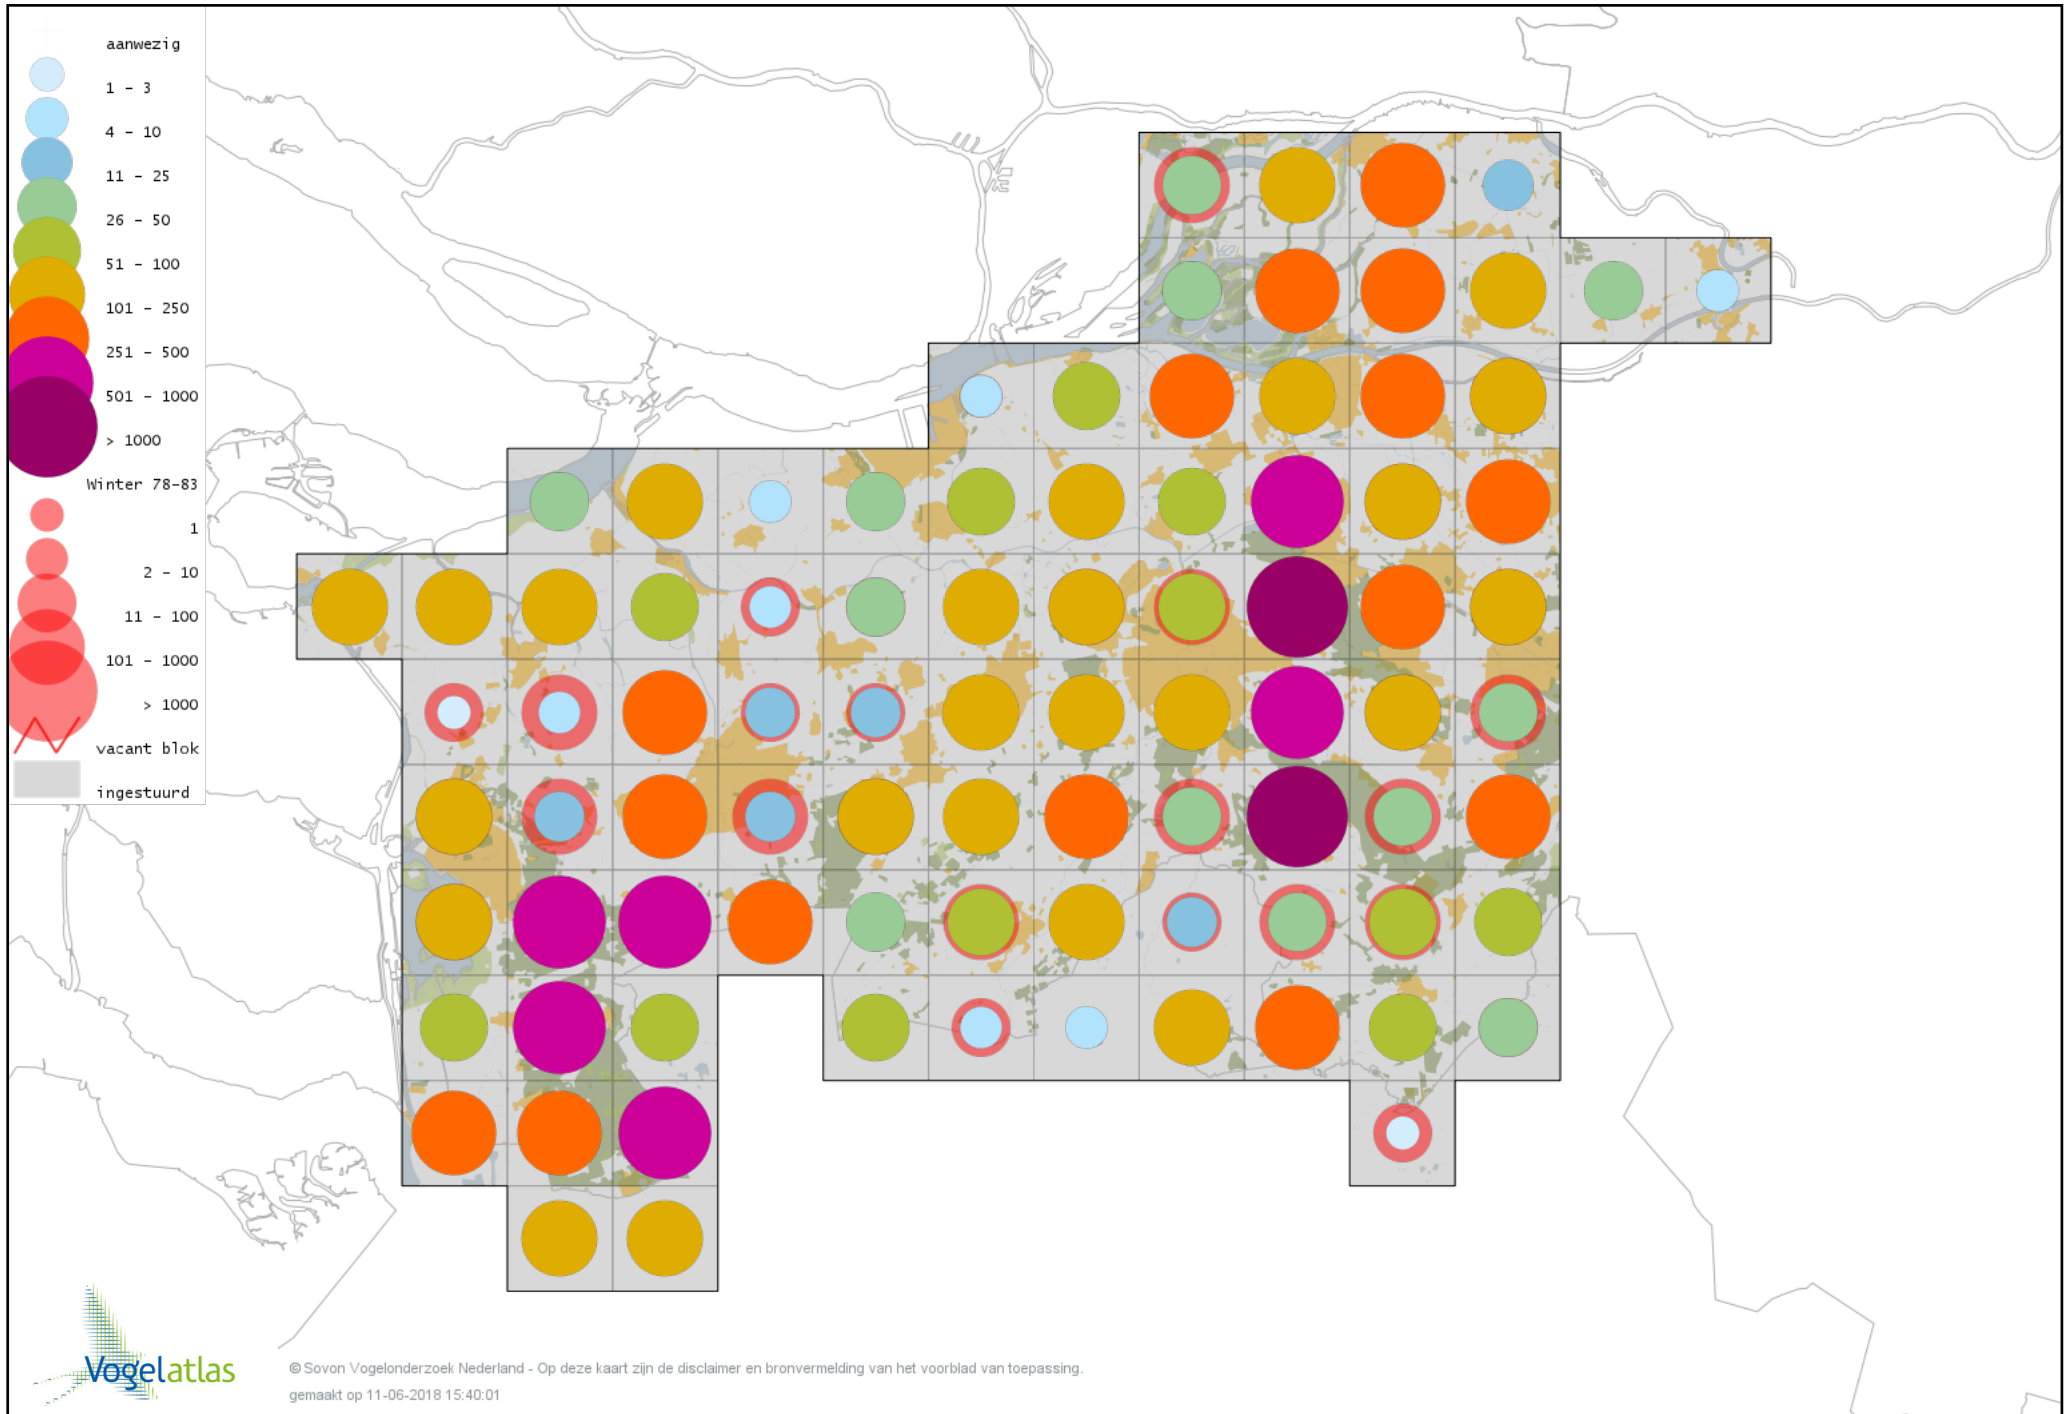 aanwezig
1 - 3
4 - 10
11 - 25
26 - 50
51 - 100
101 - 250
251 - 500
501 - 1000
> 1000
Winter 78-83
1
2 - 10
11 - 100
101 - 1000
> 1000
vacant blok
ingestuurd
Vogelatlas
© Sovon Vogelonderzoek Nederland - Op deze kaart zijn de disclaimer en bronvermelding van het voorblad van toepassing.
gemaakt op 11-06-2018 15:40:01